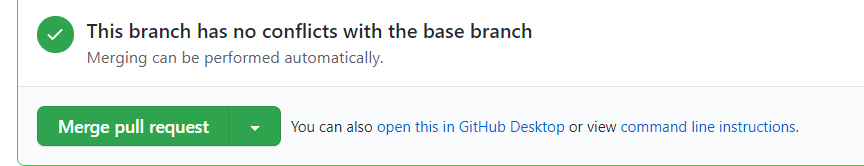 This branch has no conflicts with the base branch
Merging can be performed automatically.
Merge pull request You can also open this in GitHub Desktop or view command line instructions.